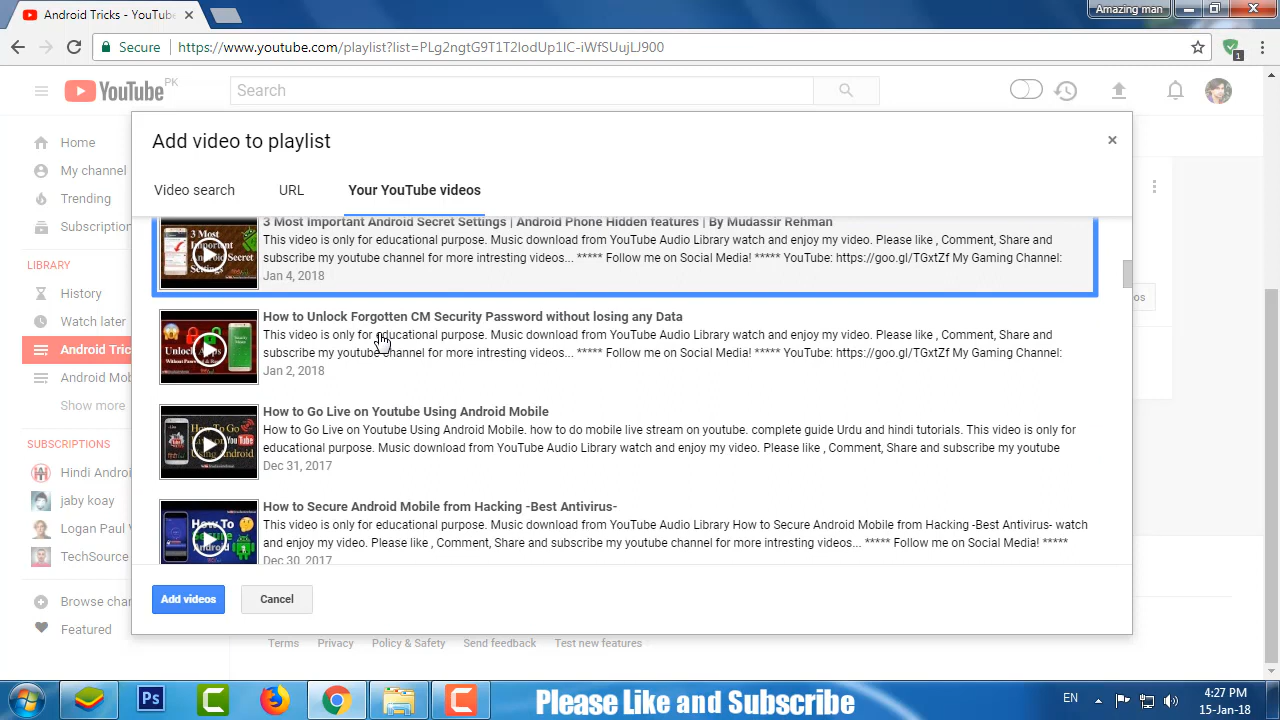 Android Tricks - YouTube
Amazing man
Secure
https://www.youtube.com/playlist?list=PLg2ngtG9T1T2IodUp1IC-iWfSUujLJ900
1
YouTube PK
Search
Home
My channel
Trending
Subscription
LIBRARY
History
Watch later
Android Tric
Android Mob
Show more
SUBSCRIPTIONS
Hindi Androi
jaby koay
Logan Paul V
TechSource
Browse chan
Featured
Add video to playlist
Video search
URL
Your YouTube videos
3 Most Important Android Secret Settings | Android Phone Hidden features | By Mudassir Rehman
This video is only for educational purpose. Music download from YouTube Audio Library watch and enjoy my video. Please like , Comment, Share and
subscribe my youtube channel for more intresting videos... ***** Follow me on Social Media! ***** YouTube: https://goo.gl/TGxtZf My Gaming Channel:
Jan 4, 2018
3 Most
Important
Android Secret
Settings
How to Unlock Forgotten CM Security Password without losing any Data
This video is only for educational purpose. Music download from YouTube Audio Library watch and enjoy my video. Please like , Comment, Share and
subscribe my youtube channel for more intresting videos... ***** Follow me on Social Media! ***** YouTube: https://goo.gl/TGxtZf My Gaming Channel:
Jan 2, 2018
How to Go Live on Youtube Using Android Mobile
How to Go Live on Youtube Using Android Mobile. how to do mobile live stream on youtube. complete guide Urdu and hindi tutorials. This video is only for
educational purpose. Music download from YouTube Audio Library watch and enjoy my video. Please like , Comment, Share and subscribe my youtube
Dec 31, 2017
How to Secure Android Mobile from Hacking -Best Antivirus-
This video is only for educational purpose. Music download from YouTube Audio Library How to Secure Android Mobile from Hacking -Best Antivirus- watch
and enjoy my video. Please like , Comment, Share and subscribe my youtube channel for more intresting videos... ***** Follow me on Social Media! *****
Dec 30, 2017
Add videos
Cancel
os
Terms
Privacy
Policy & Safety
Send feedback
Test new features
Ps
Please Like and Subscribe
EN
4:27 PM
15-Jan-18